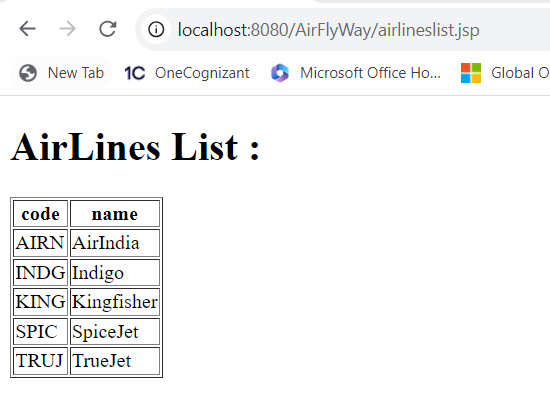 localhost:8080/AirFlyWay/airlineslist.jsp
New Tab 1C OneCognizant Microsoft Office Ho... Global O
AirLines List :
code name
AIRN AirIndia
INDG Indigo
KING Kingfisher
SPIC SpiceJet
TRUJ TrueJet